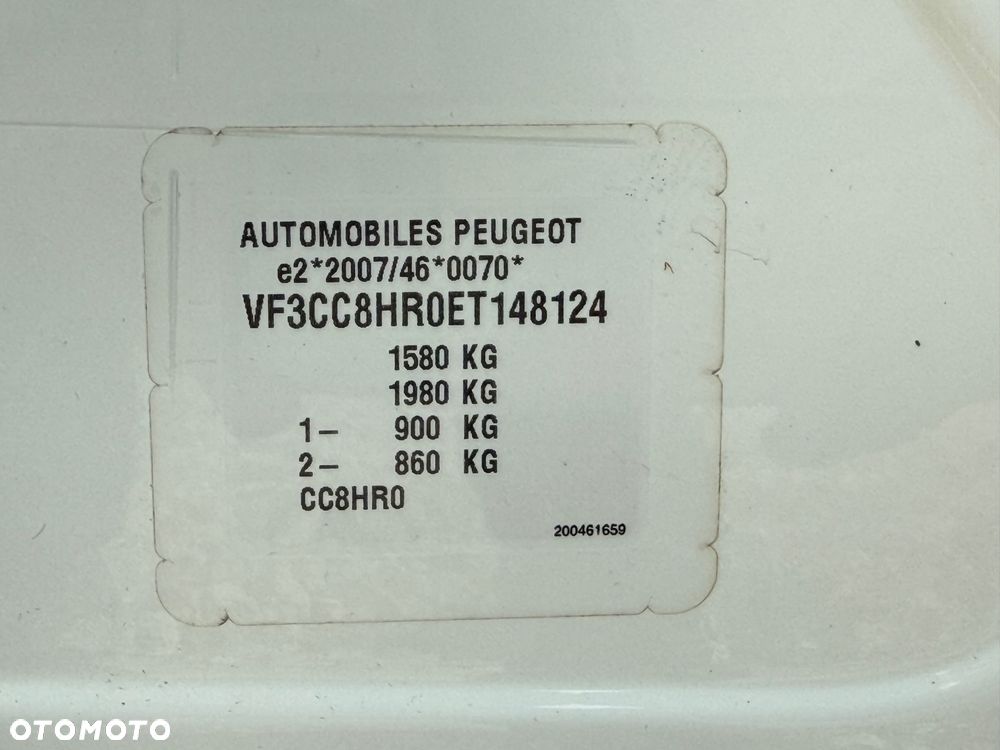 AUTOMOBILES PEUGEOT
e2*2007/46*0070*
VF3CC8HR0ET148124
1580 KG
1980 KG
1- 900 KG
2- 860 KG
CC8HR0
200461659
OTOMOTO